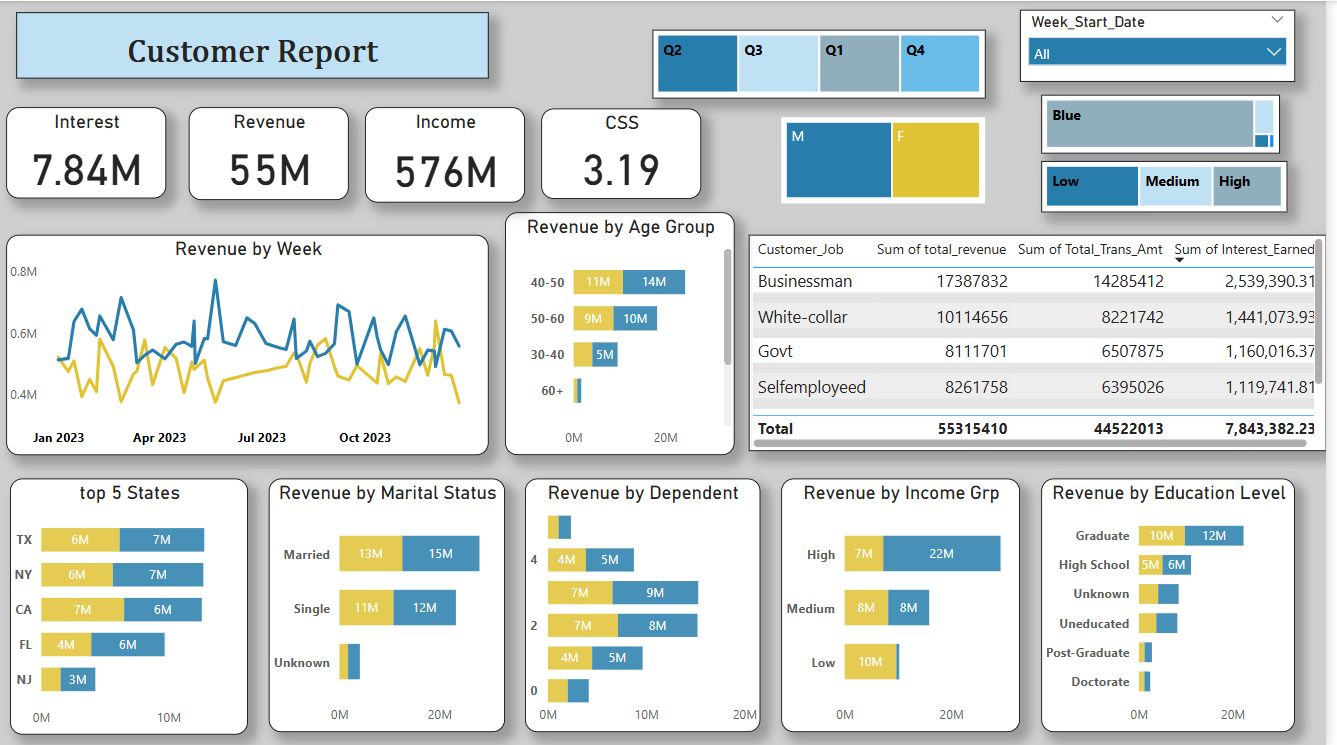 Customer Report
Q2 Q3 Q1 Q4
Week_Start_Date
All
Interest
7.84M
Revenue
55M
Income
576M
CSS
3.19
M F
Blue
Low Medium High
Revenue by Week
0.8M
0.6M
0.4M
Jan 2023 Apr 2023 Jul 2023 Oct 2023
Revenue by Age Group
40-50 11M 14M
50-60 9M 10M
30-40 5M
60+
0M 20M
Customer_Job Sum of total_revenue Sum of Total_Trans_Amt Sum of Interest_Earned
Businessman 17387832 14285412 2,539,390.31
White-collar 10114656 8221742 1,441,073.93
Govt 8111701 6507875 1,160,016.37
Selfemployeed 8261758 6395026 1,119,741.81
Total 55315410 44522013 7,843,382.23
top 5 States
TX 6M 7M
NY 6M 7M
CA 7M 6M
FL 4M 6M
NJ 3M
0M 10M
Revenue by Marital Status
Married 13M 15M
Single 11M 12M
Unknown
0M 20M
Revenue by Dependent
4 4M 5M
7M 9M
2 7M 8M
4M 5M
0
0M 10M 20M
Revenue by Income Grp
High 7M 22M
Medium 8M 8M
Low 10M
0M 20M
Revenue by Education Level
Graduate 10M 12M
High School 5M 6M
Unknown
Uneducated
Post-Graduate
Doctorate
0M 20M